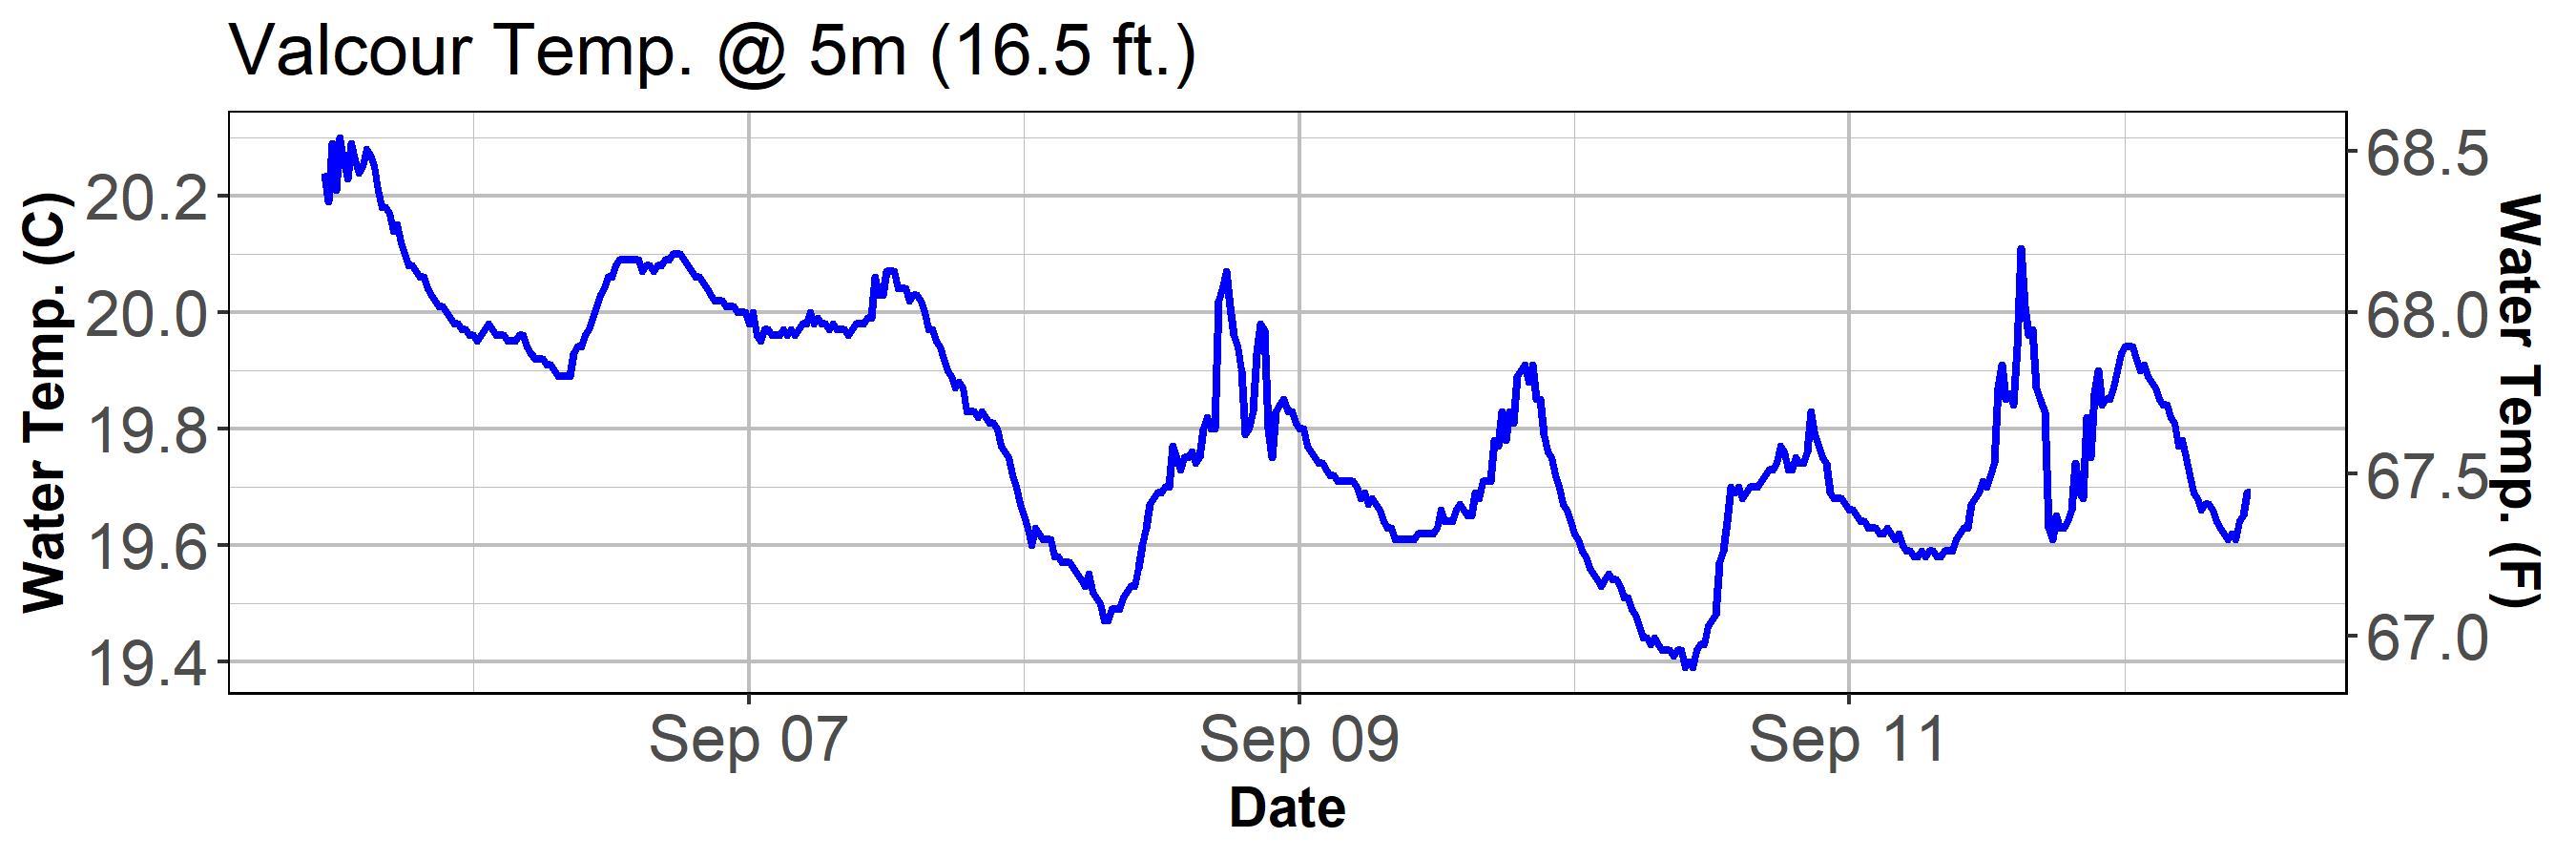 Valcour Temp. @ 5m (16.5 ft.)
Water Temp. (C)
20.2
20.0
19.8
19.6
19.4
68.5
68.0
67.5
67.0
Water Temp. (F)
Sep 07 Sep 09 Sep 11
Date